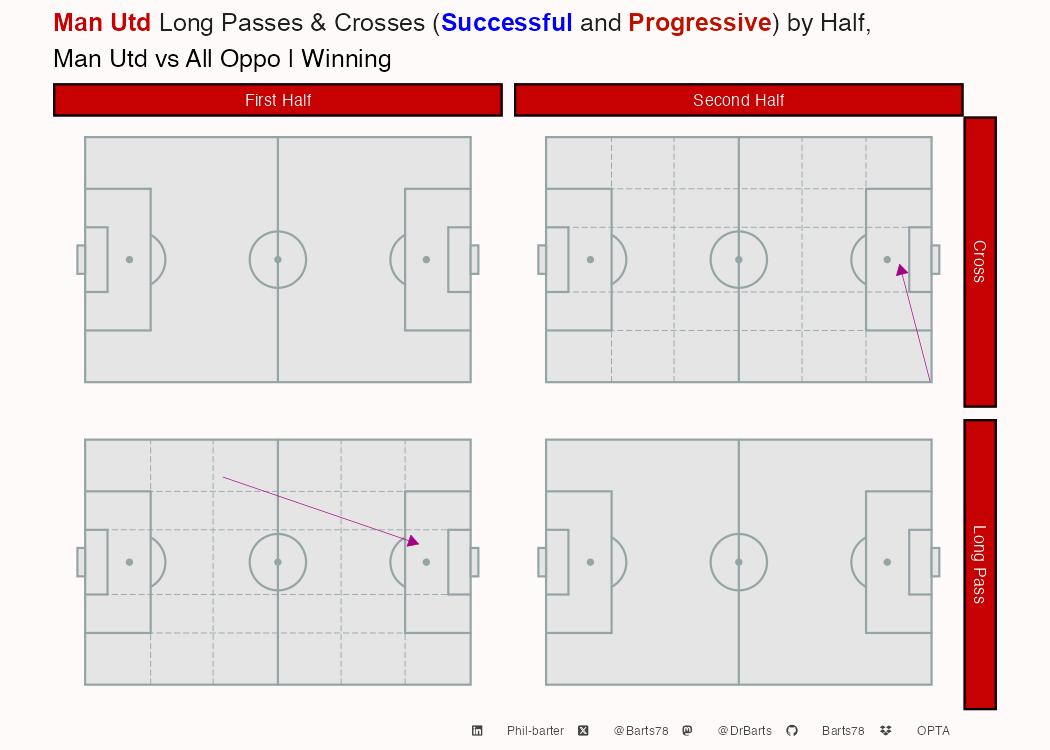 Man Utd Long Passes & Crosses (Successful and Progressive) by Half,
Man Utd vs All Oppo | Winning
First Half
Second Half
Cross
Long Pass
Phil-barter @Barts78 @DrBarts Barts78 OPTA